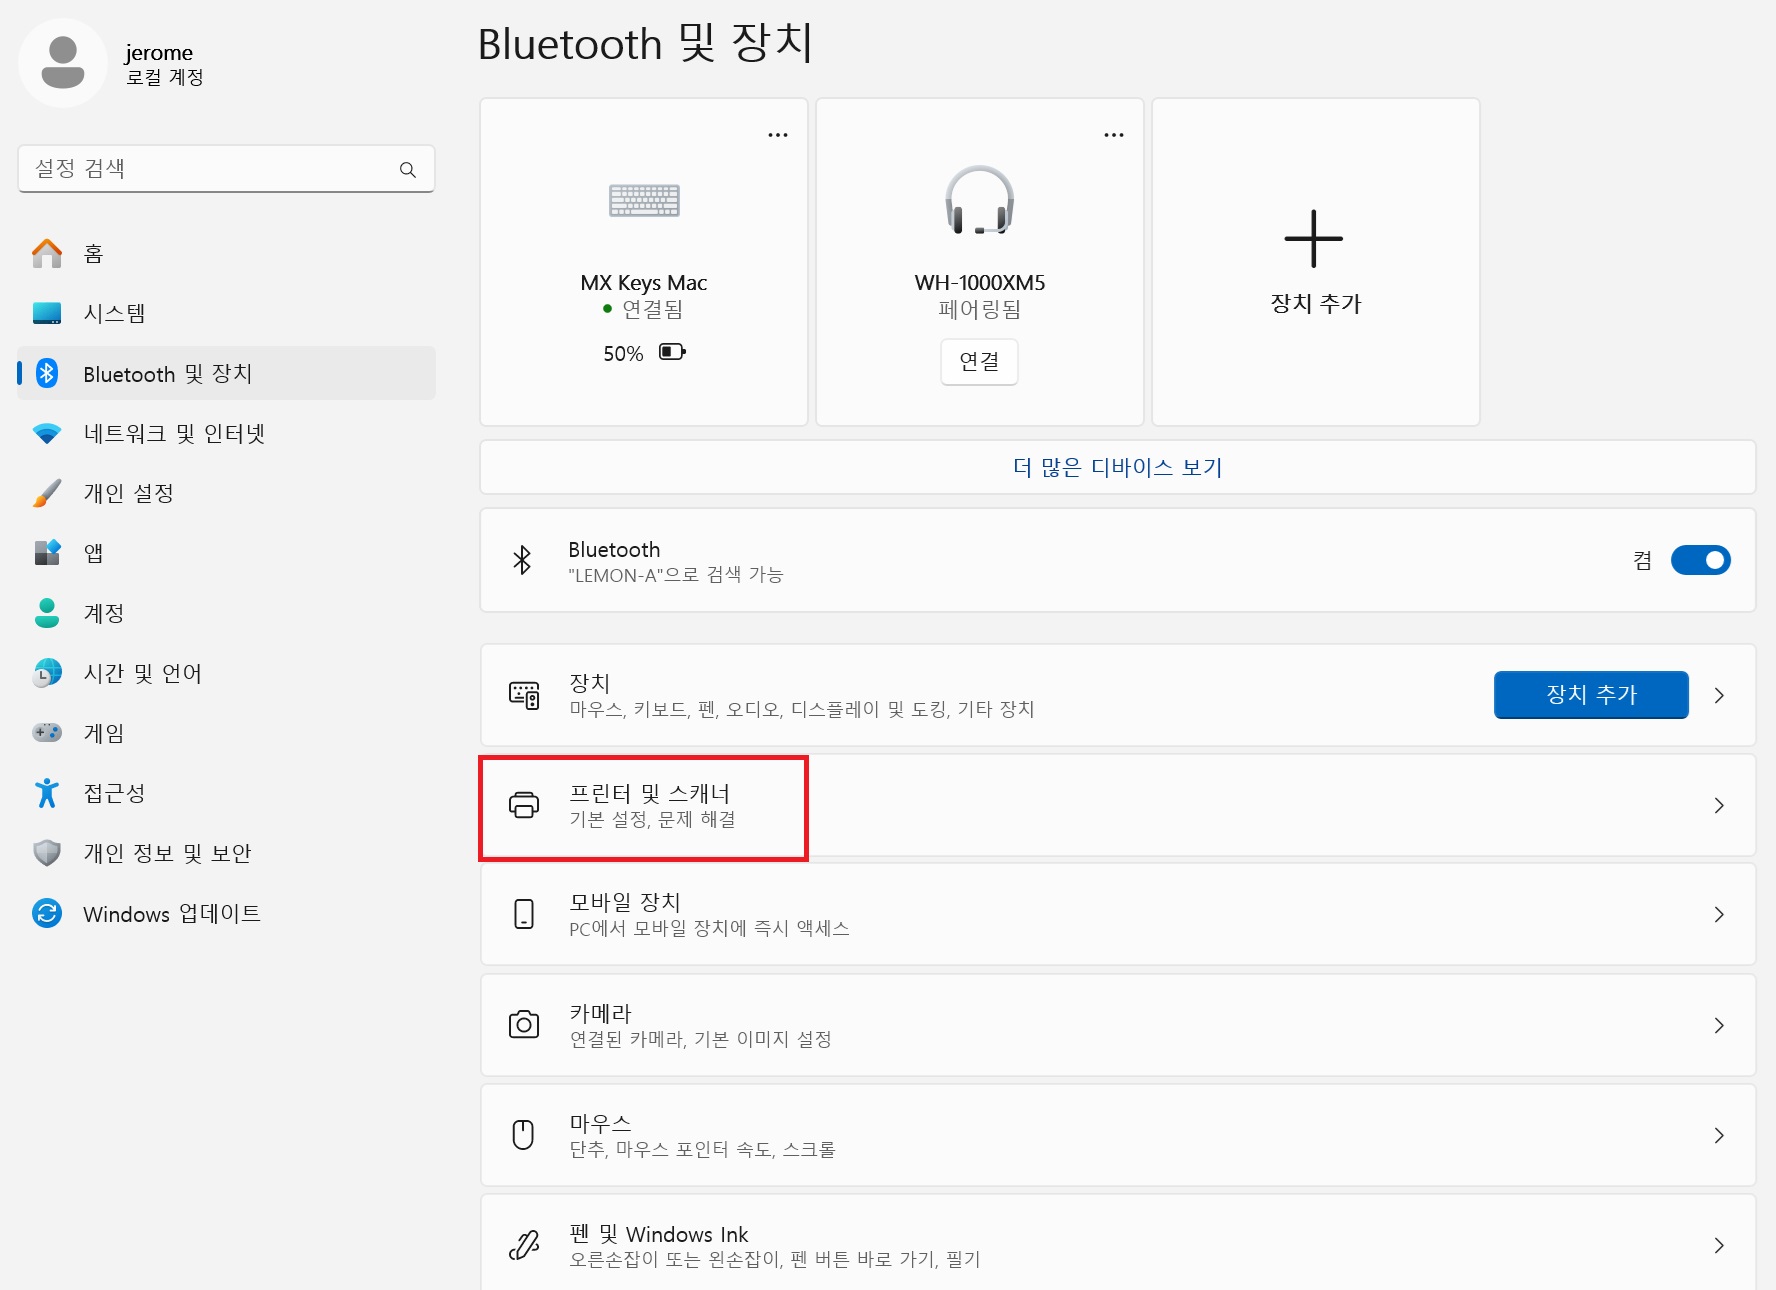 jerome
로컬 계정
설정 검색
홈
시스템
Bluetooth 및 장치
네트워크 및 인터넷
개인 설정
앱
계정
시간 및 언어
게임
접근성
개인 정보 및 보안
Windows 업데이트
Bluetooth 및 장치
MX Keys Mac
연결됨
50%
WH-1000XM5
페어링됨
연결
장치 추가
더 많은 디바이스 보기
Bluetooth
"LEMON-A"으로 검색 가능
켬
장치
마우스, 키보드, 펜, 오디오, 디스플레이 및 도킹, 기타 장치
장치 추가
프린터 및 스캐너
기본 설정, 문제 해결
모바일 장치
PC에서 모바일 장치에 즉시 액세스
카메라
연결된 카메라, 기본 이미지 설정
마우스
단추, 마우스 포인터 속도, 스크롤
펜 및 Windows Ink
오른손잡이 또는 왼손잡이, 펜 버튼 바로 가기, 필기